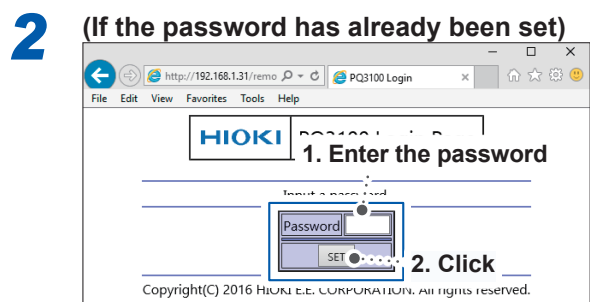 2 (If the password has already been set)
http://192.168.1.31/remo
PQ3100 Login
File Edit View Favorites Tools Help
HIOKI
1. Enter the password
Input a password
Password
SET
2. Click
Copyright(C) 2016 HIOKI E.E. CORPORATION. All rights reserved.